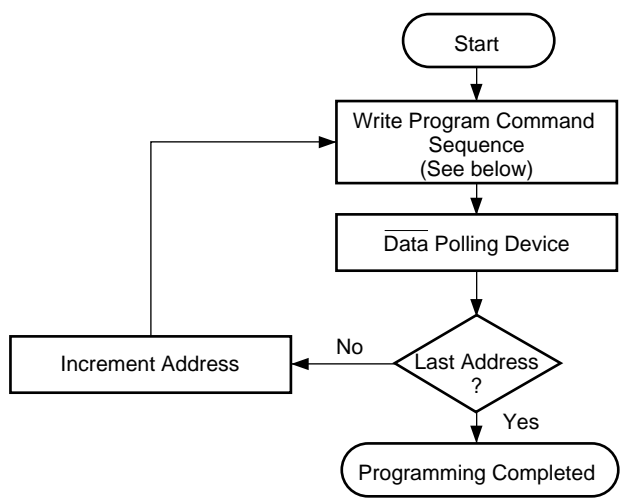 Start
Write Program Command
Sequence
(See below)
Data Polling Device
Increment Address
No
Last Address
?
Yes
Programming Completed